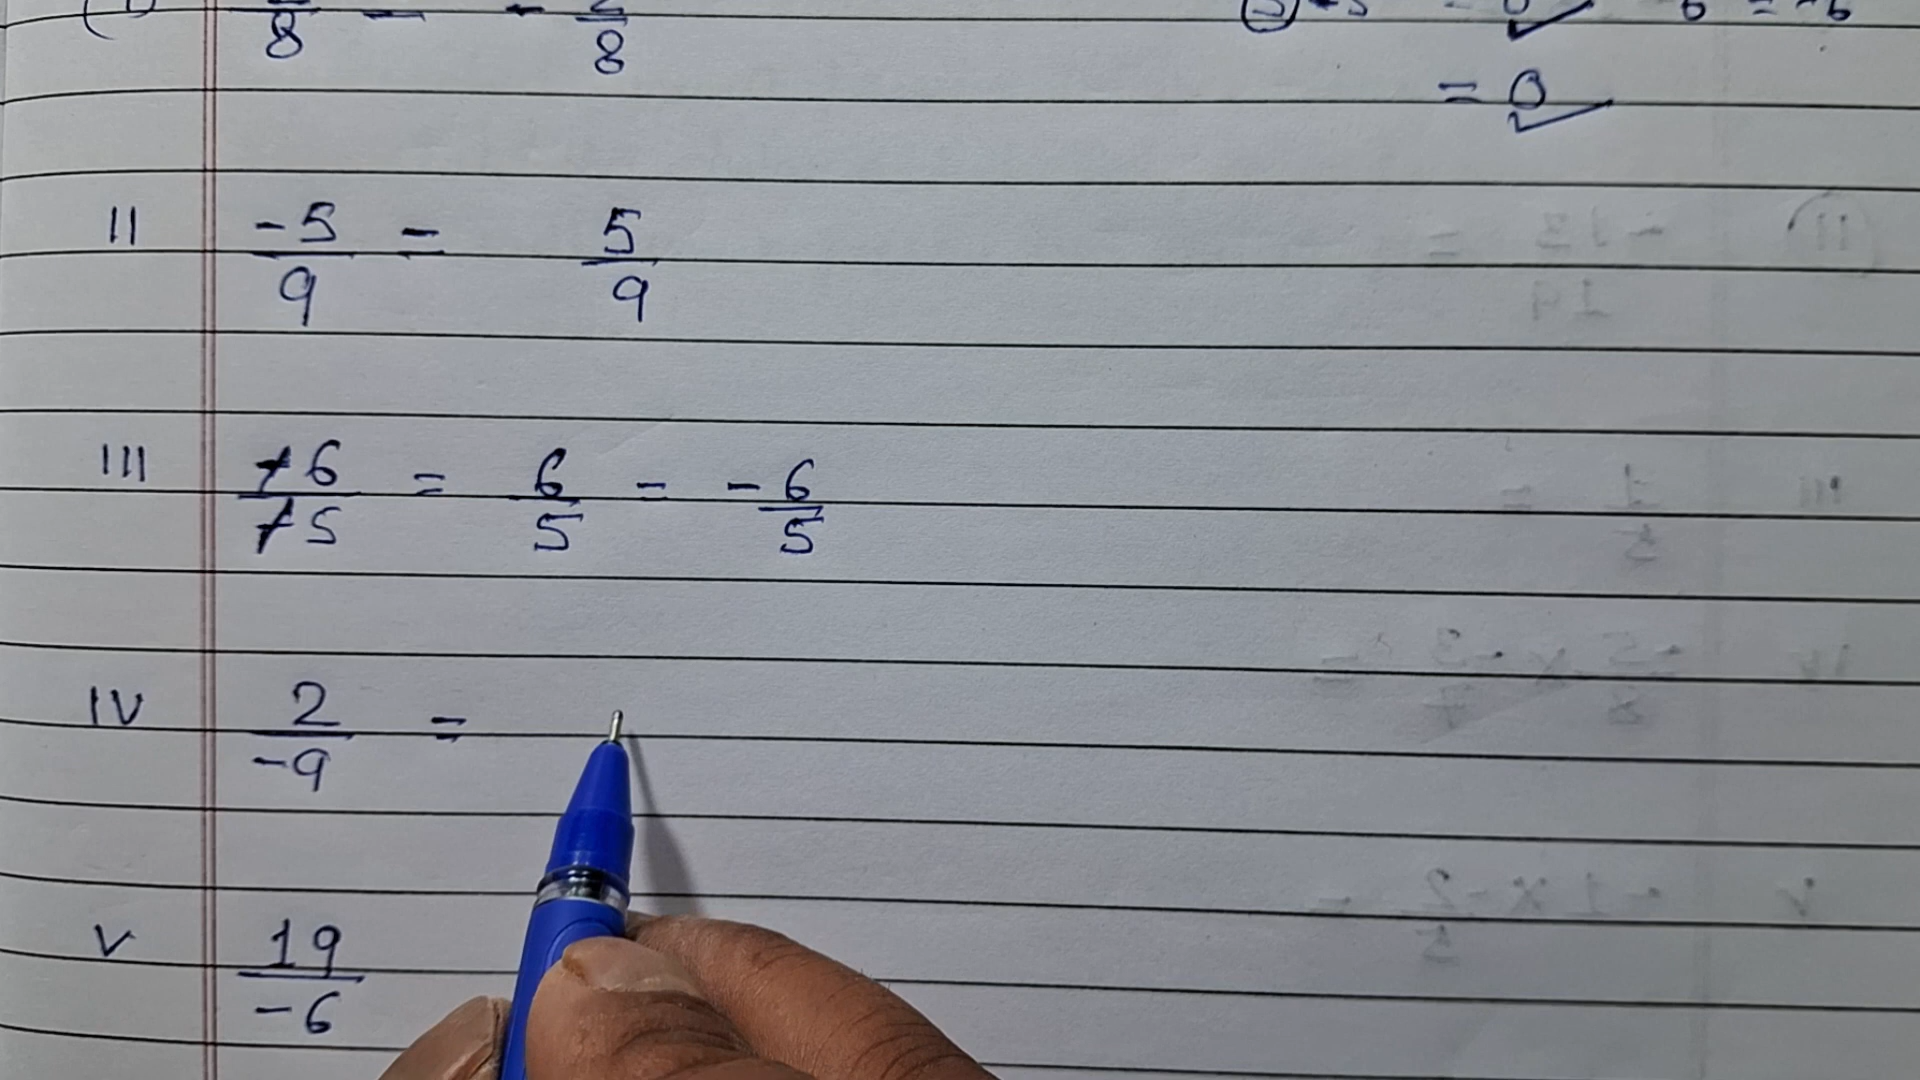 8 8
= 0
II -5/9 = 5/9
III -6/-5 = 6/5 = -6/5
IV 2/-9 =
V 19/-6